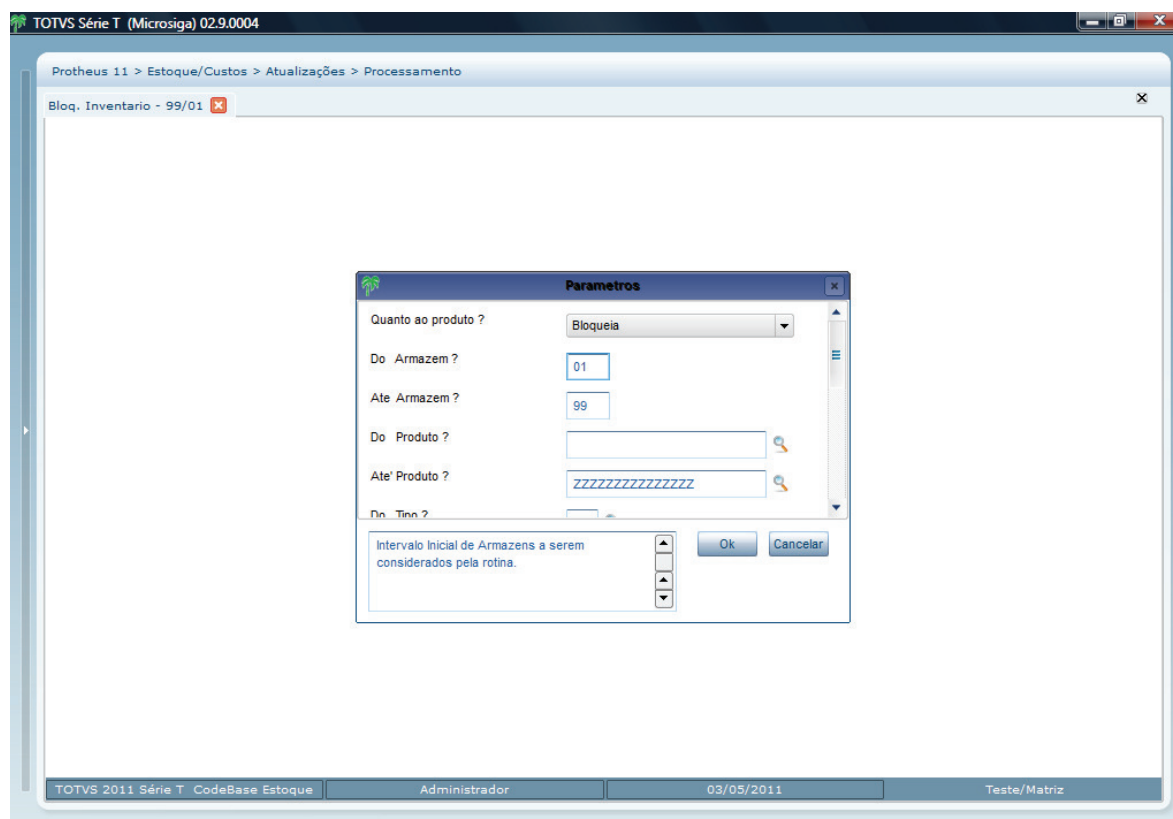 TOTVS Série T (Microsiga) 02.9.0004
Protheus 11 > Estoque/Custos > Atualizações > Processamento
Bloq. Inventario - 99/01
Parametros
Quanto ao produto ?
Bloqueia
Do Armazem ?
01
Ate Armazem ?
99
Do Produto ?
Ate' Produto ?
ZZZZZZZZZZZZZZZ
Do Tipo ?
Intervalo Inicial de Armazens a serem
considerados pela rotina.
Ok
Cancelar
TOTVS 2011 Série T CodeBase Estoque
Administrador
03/05/2011
Teste/Matriz